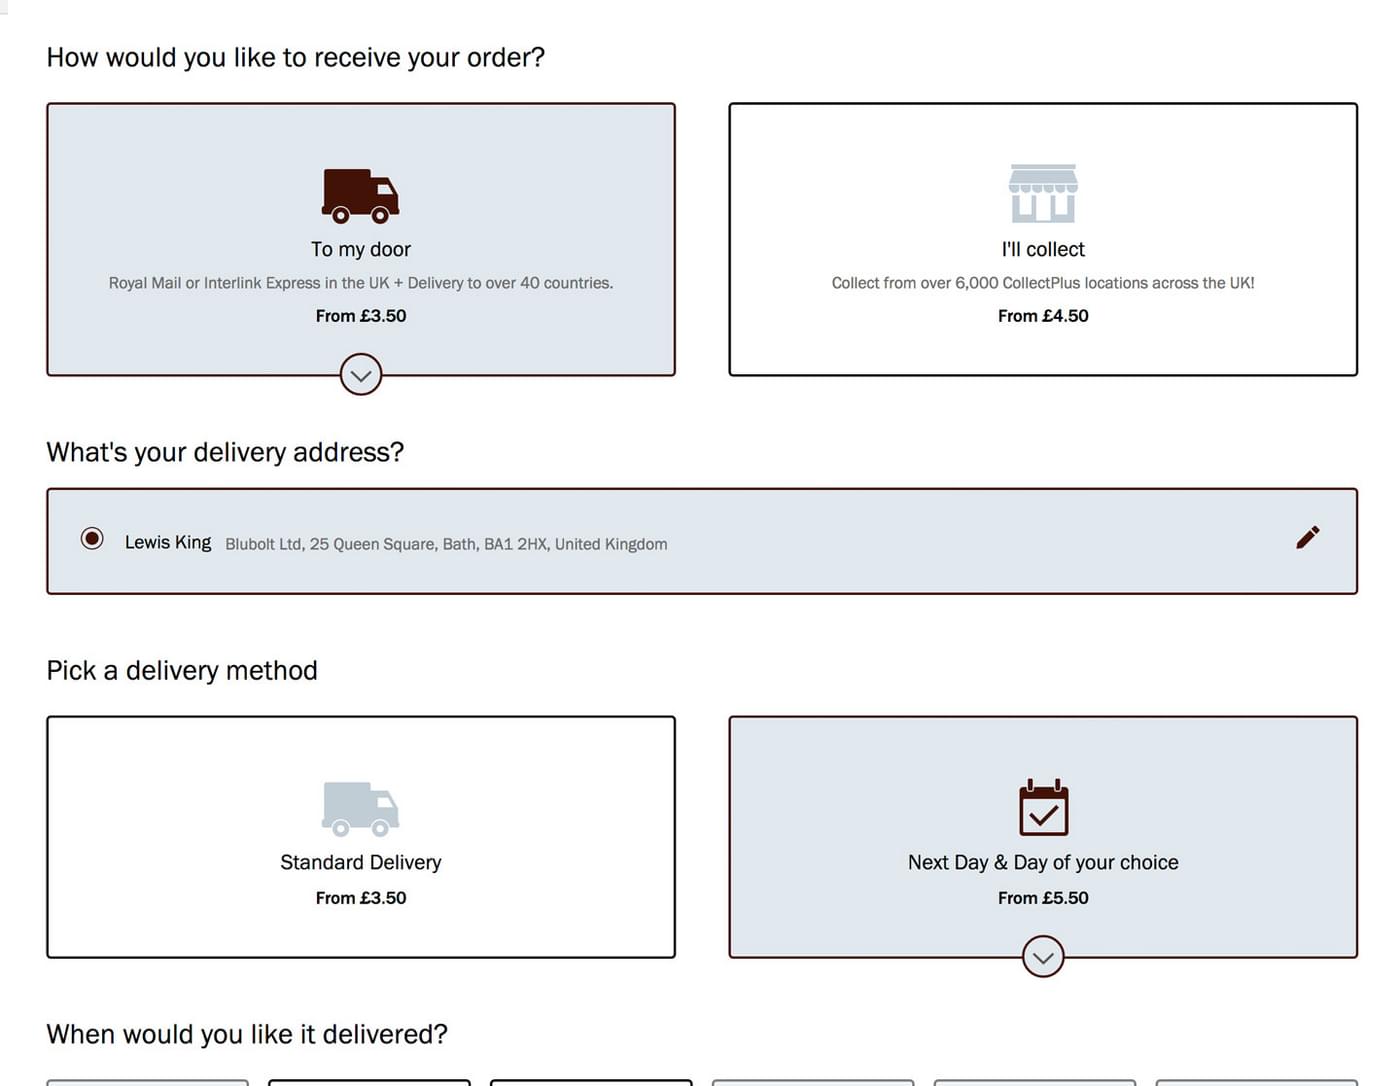 How would you like to receive your order?
To my door
Royal Mail or Interlink Express in the UK + Delivery to over 40 countries.
From £3.50
I'll collect
Collect from over 6,000 CollectPlus locations across the UK!
From £4.50
What's your delivery address?
Lewis King Blubolt Ltd, 25 Queen Square, Bath, BA1 2HX, United Kingdom
Pick a delivery method
Standard Delivery
From £3.50
Next Day & Day of your choice
From £5.50
When would you like it delivered?